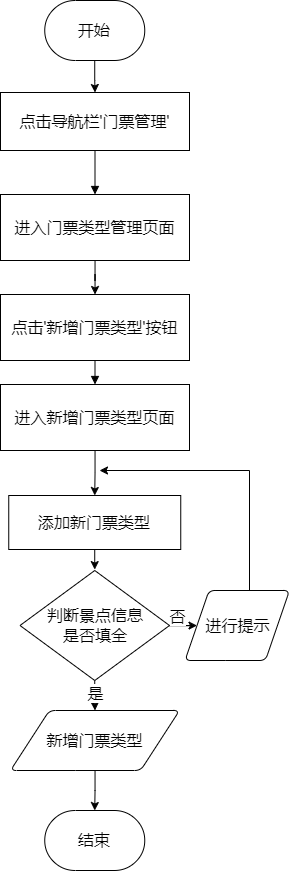 开始
点击导航栏'门票管理'
进入门票类型管理页面
点击'新增门票类型'按钮
进入新增门票类型页面
添加新门票类型
判断景点信息
是否填全
否
进行提示
是
新增门票类型
结束